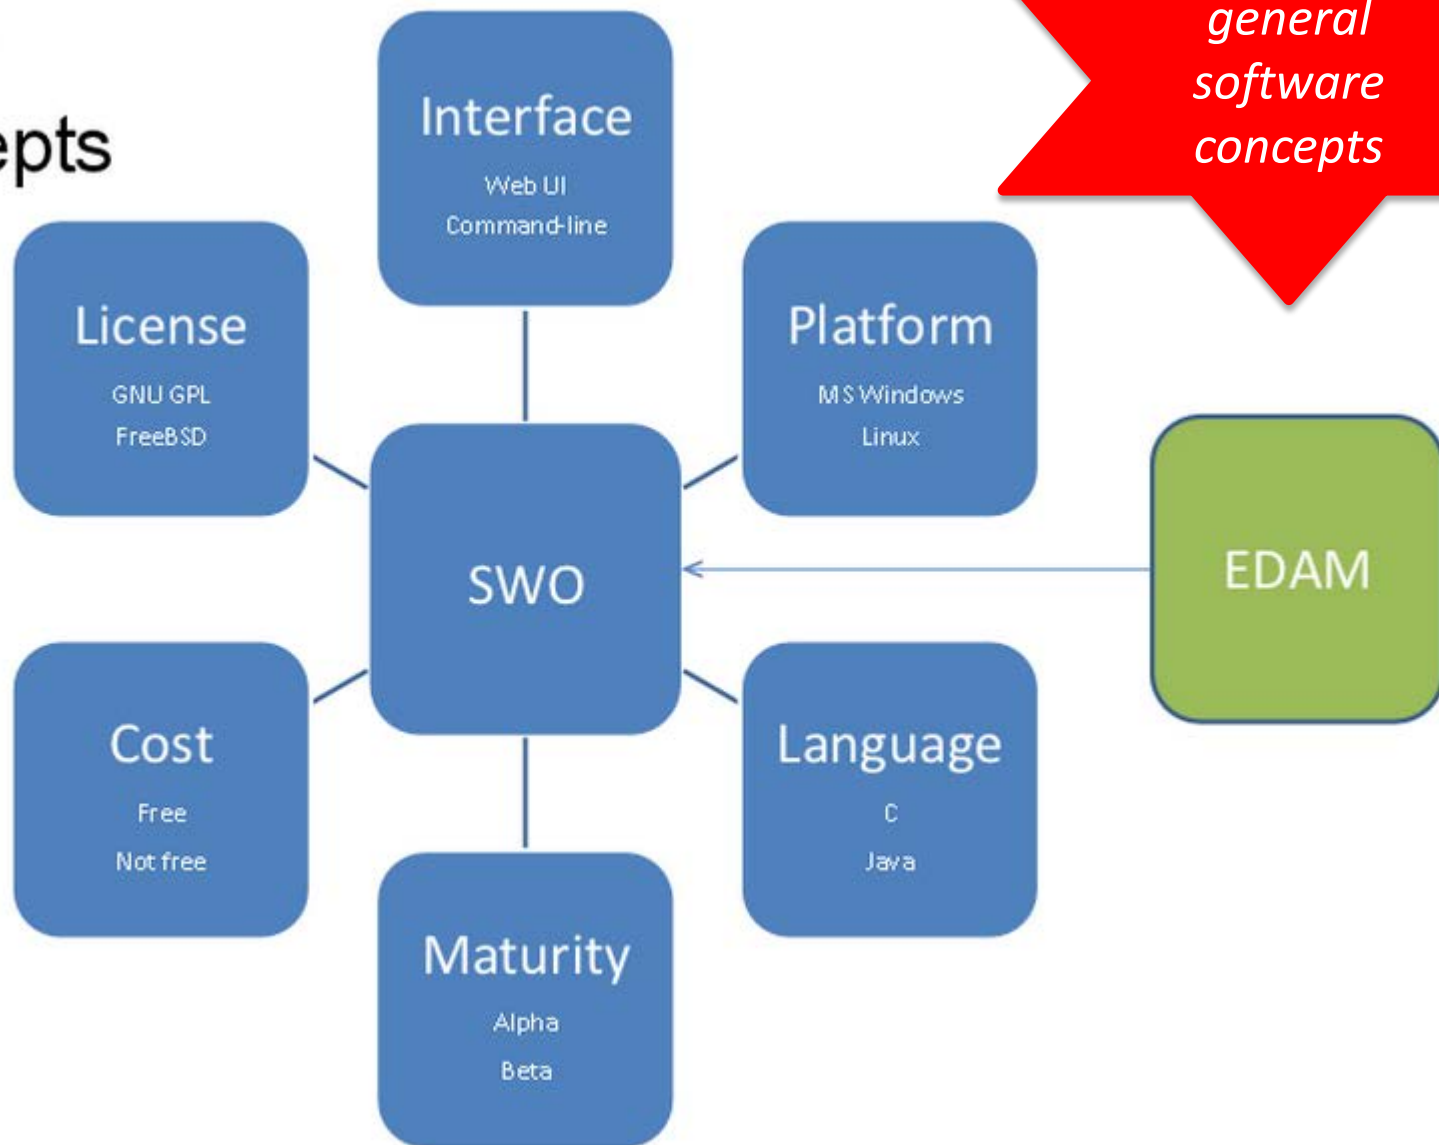 general
software
concepts
epts
Interface
Web UI
Command-line
License
GNU GPL
FreeBSD
Platform
MS Windows
Linux
SWO
EDAM
Cost
Free
Not free
Language
C
Java
Maturity
Alpha
Beta